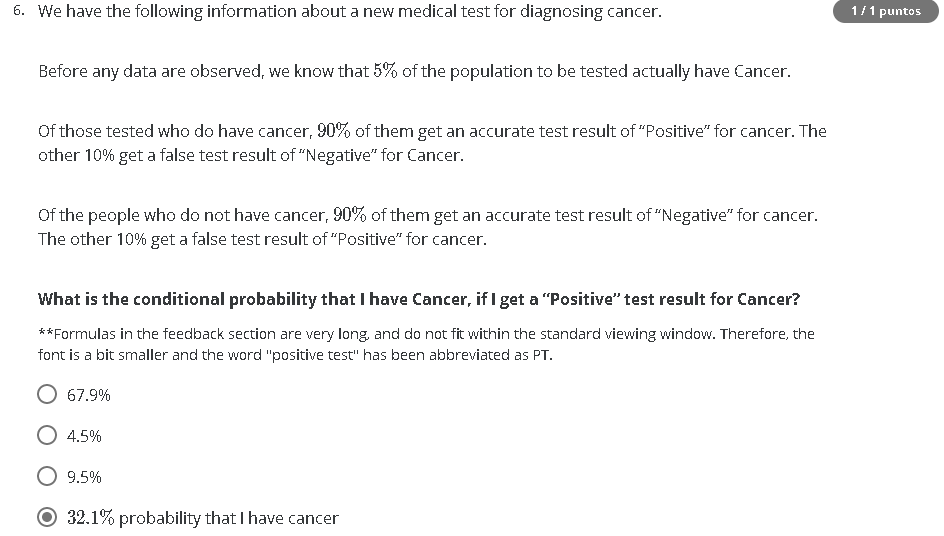 6. We have the following information about a new medical test for diagnosing cancer.
1 / 1 puntos
Before any data are observed, we know that 5% of the population to be tested actually have Cancer.
Of those tested who do have cancer, 90% of them get an accurate test result of “Positive” for cancer. The
other 10% get a false test result of “Negative” for Cancer.
Of the people who do not have cancer, 90% of them get an accurate test result of “Negative” for cancer.
The other 10% get a false test result of “Positive” for cancer.
What is the conditional probability that I have Cancer, if I get a “Positive” test result for Cancer?
**Formulas in the feedback section are very long, and do not fit within the standard viewing window. Therefore, the
font is a bit smaller and the word "positive test" has been abbreviated as PT.
67.9%
4.5%
9.5%
32.1% probability that I have cancer